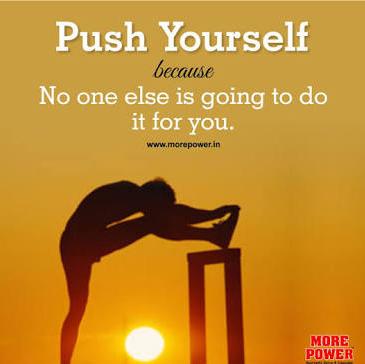 Push Yourself
because
No one else is going to do
it for you.
www.morepower.in
MORE
POWER